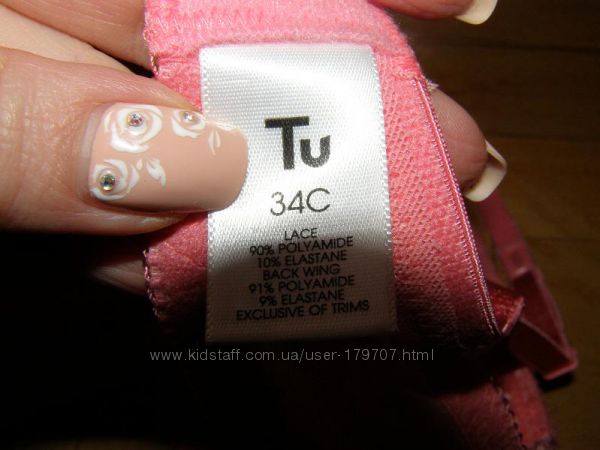 Tu
34C
LACE
90% POLYAMIDE
10% ELASTANE
BACK WING
91% POLYAMIDE
9% ELASTANE
EXCLUSIVE OF TRIMS
www.kidstaff.com.ua/user-179707.html